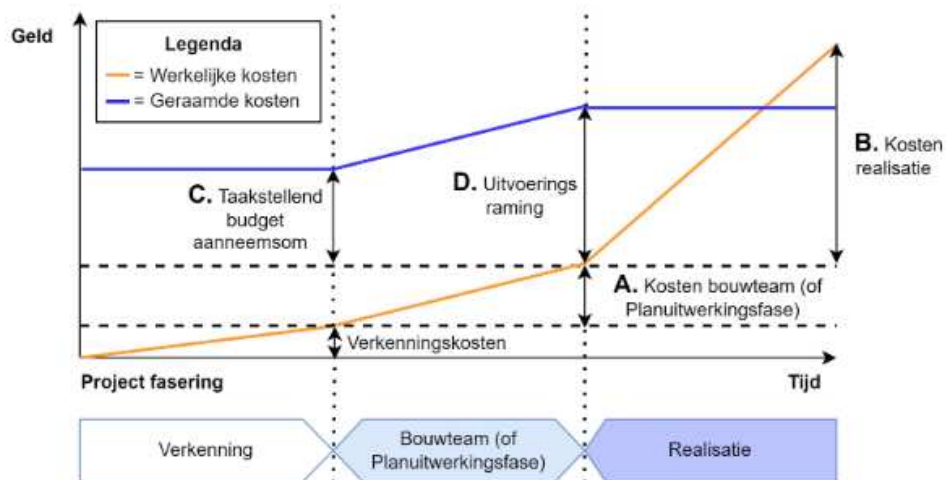 Geld
Legenda
= Werkelijke kosten
= Geraamde kosten
B. Kosten
realisatie
C. Taakstellend
budget
aanneemsom
D. Uitvoerings
raming
A. Kosten bouwteam (of
Planuitwerkingsfase)
Verkenningskosten
Project fasering
Tijd
Verkenning
Bouwteam (of
Planuitwerkingsfase)
Realisatie